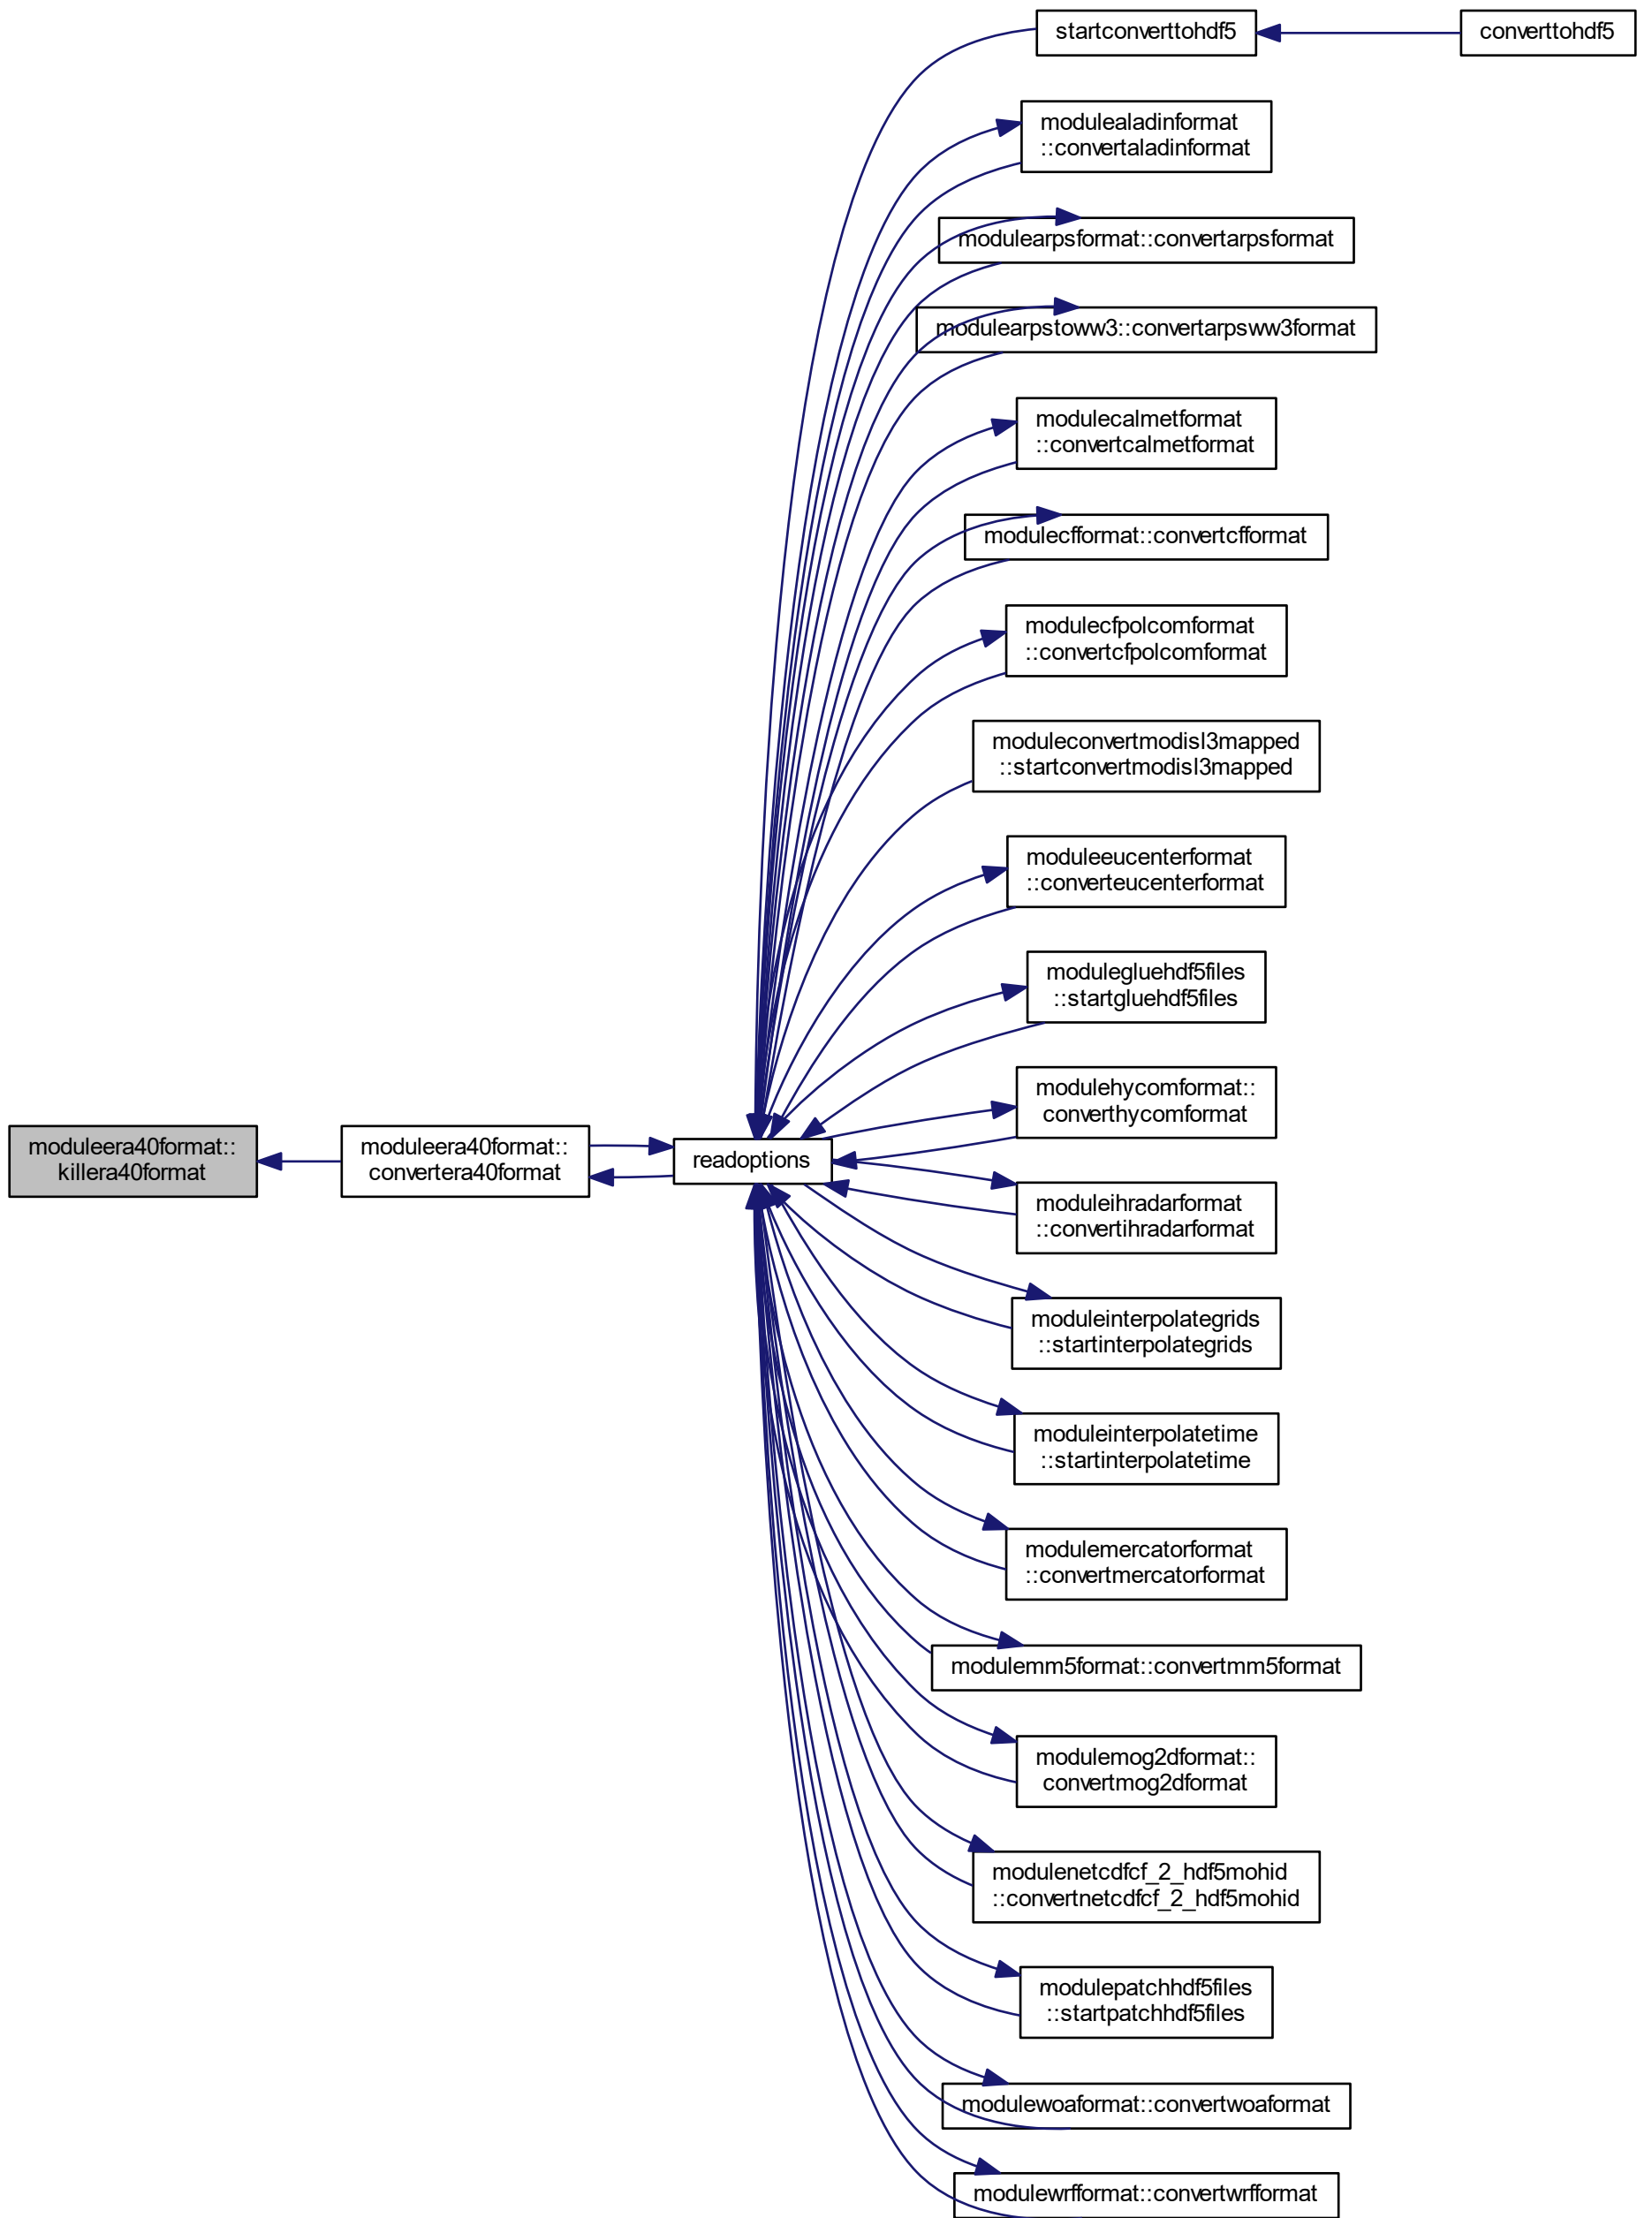 startconverttohdf5
converttohdf5
modulealadinformat
::convertaladinformat
modulearpsformat::convertarpsformat
modulearpstoww3::convertarpsww3format
modulecalmetformat
::convertcalmetformat
modulecfformat::convertcfformat
modulecfpolcomformat
::convertcfpolcomformat
moduleconvertmodisl3mapped
::startconvertmodisl3mapped
moduleeucenterformat
::converteucenterformat
modulegluehdf5files
::startgluehdf5files
modulehycomformat::
converthycomformat
moduleera40format::
killera40format
moduleera40format::
convertera40format
readoptions
moduleihradarformat
::convertihradarformat
moduleinterpolategrids
::startinterpolategrids
moduleinterpolatetime
::startinterpolatetime
modulemercatorformat
::convertmercatorformat
modulemm5format::convertmm5format
modulemog2dformat::
convertmog2dformat
modulenetcdfcf_2_hdf5mohid
::convertnetcdfcf_2_hdf5mohid
modulepatchhdf5files
::startpatchhdf5files
modulewoaformat::convertwoaformat
modulewrfformat::convertwrfformat